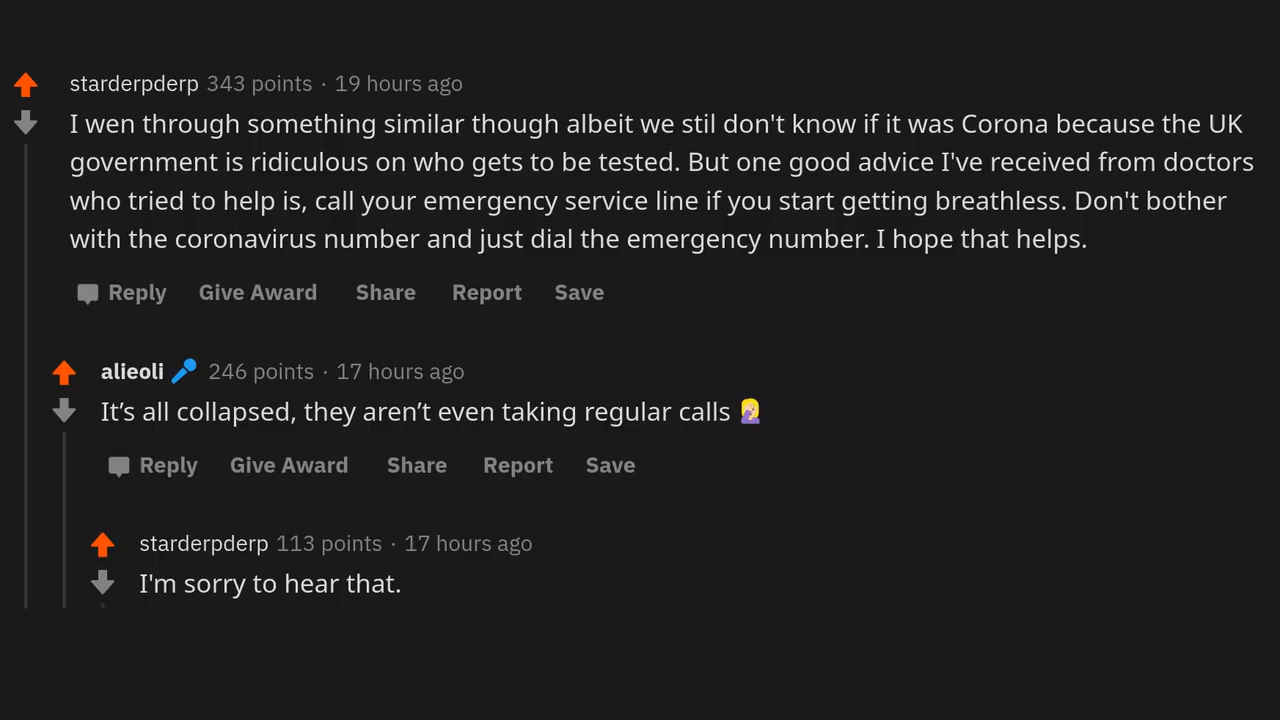 starderpderp 343 points · 19 hours ago
I wen through something similar though albeit we stil don't know if it was Corona because the UK
government is ridiculous on who gets to be tested. But one good advice I've received from doctors
who tried to help is, call your emergency service line if you start getting breathless. Don't bother
with the coronavirus number and just dial the emergency number. I hope that helps.
Reply Give Award Share Report Save
alieoli 🎤 246 points · 17 hours ago
It’s all collapsed, they aren’t even taking regular calls 🤦🏼‍♀️
Reply Give Award Share Report Save
starderpderp 113 points · 17 hours ago
I'm sorry to hear that.